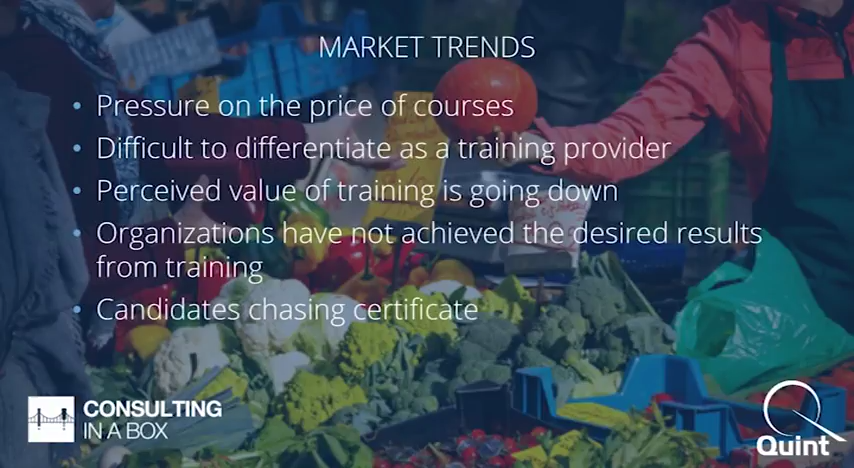 MARKET TRENDS
• Pressure on the price of courses
• Difficult to differentiate as a training provider
• Perceived value of training is going down
• Organizations have not achieved the desired results
from training
• Candidates chasing certificate
CONSULTING
IN A BOX
Quint